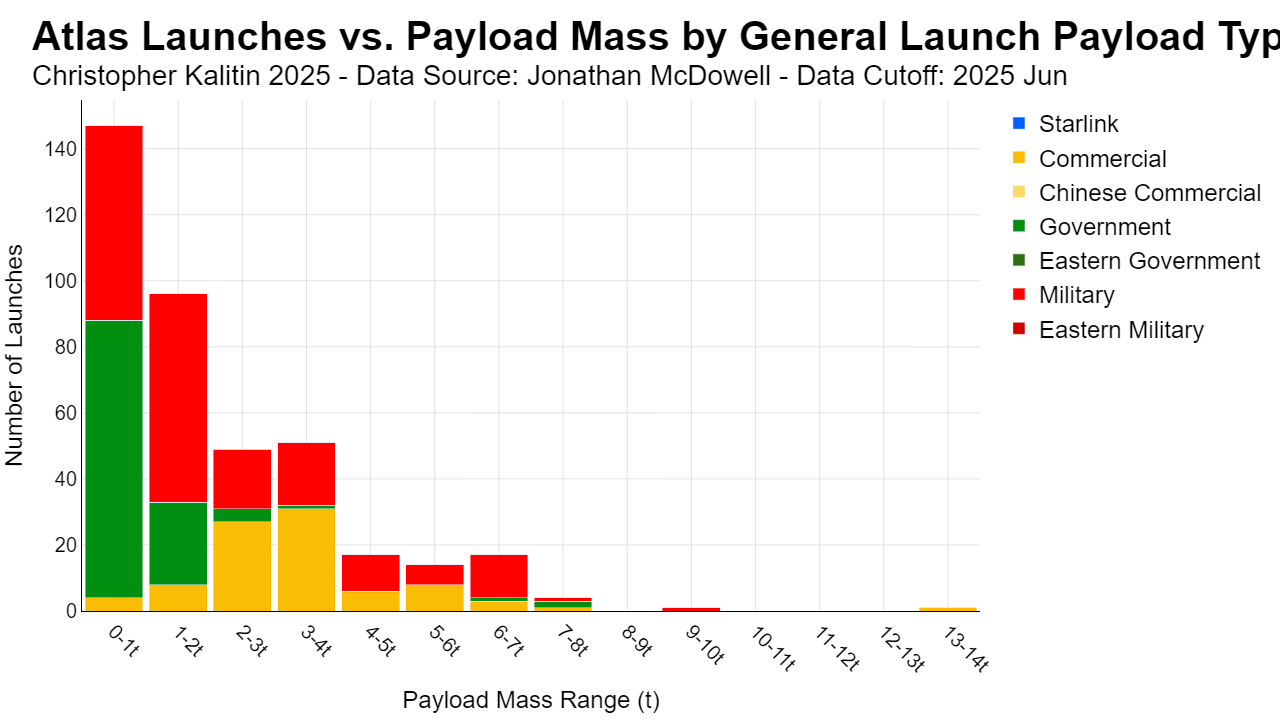 Atlas Launches vs. Payload Mass by General Launch Payload Typ
Christopher Kalitin 2025 - Data Source: Jonathan McDowell - Data Cutoff: 2025 Jun
Starlink
Commercial
Chinese Commercial
Government
Eastern Government
Military
Eastern Military
Number of Launches
140
120
100
80
60
40
20
0
0-1t
1-2t
2-3t
3-4t
4-5t
5-6t
6-7t
7-8t
8-9t
9-10t
10-11t
11-12t
12-13t
13-14t
Payload Mass Range (t)